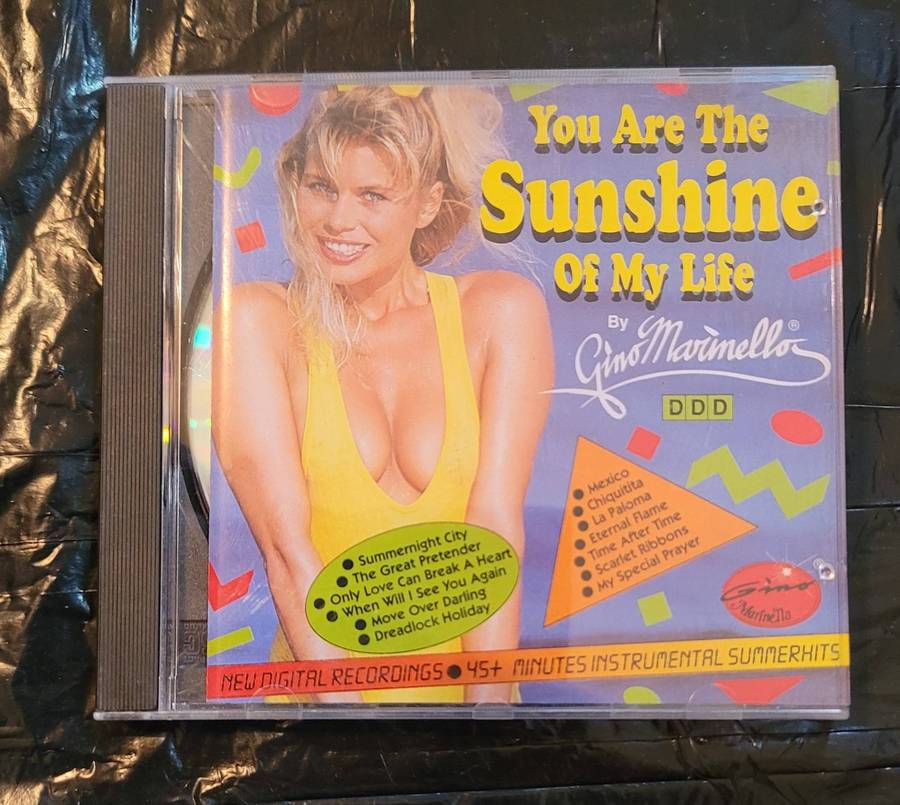 You Are The
Sunshine
Of My Life
By
Gino Marinello®
DDD
Mexico
Chiquitita
La Paloma
Eternal Flame
Time After Time
Scarlet Ribbons
My Special Prayer
Summernight City
The Great Pretender
Only Love Can Break A Heart
When Will I See You Again
Move Over Darling
Dreadlock Holiday
Gino
Marinello
NEW DIGITAL RECORDINGS ● 45+ MINUTES INSTRUMENTAL SUMMERHITS